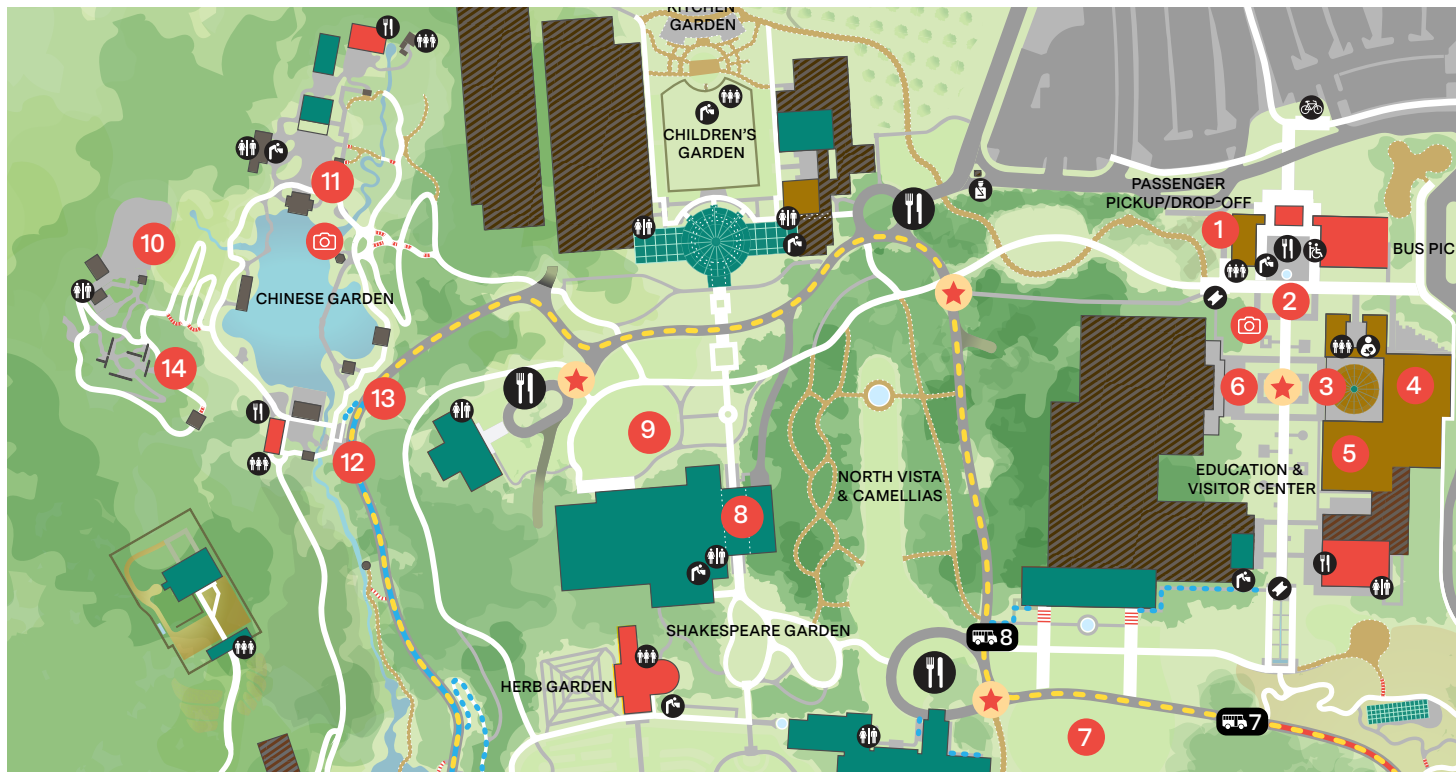 KITCHEN
GARDEN
CHILDREN'S
GARDEN
PASSENGER
PICKUP/DROP-OFF
1
BUS PIC
11
10
CHINESE GARDEN
2
14
13
6
3
4
9
5
12
NORTH VISTA
& CAMELLIAS
EDUCATION &
VISITOR CENTER
8
SHAKESPEARE GARDEN
8
HERB GARDEN
7
7